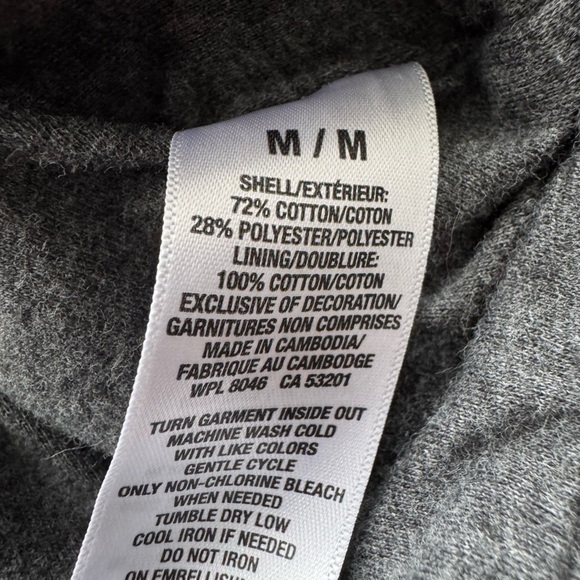 M / M
SHELL/EXTÉRIEUR:
72% COTTON/COTON
28% POLYESTER/POLYESTER
LINING/DOUBLURE:
100% COTTON/COTON
EXCLUSIVE OF DECORATION/
GARNITURES NON COMPRISES
MADE IN CAMBODIA/
FABRIQUE AU CAMBODGE
WPL 8046 CA 53201
TURN GARMENT INSIDE OUT
MACHINE WASH COLD
WITH LIKE COLORS
GENTLE CYCLE
ONLY NON-CHLORINE BLEACH
WHEN NEEDED
TUMBLE DRY LOW
COOL IRON IF NEEDED
DO NOT IRON
ON